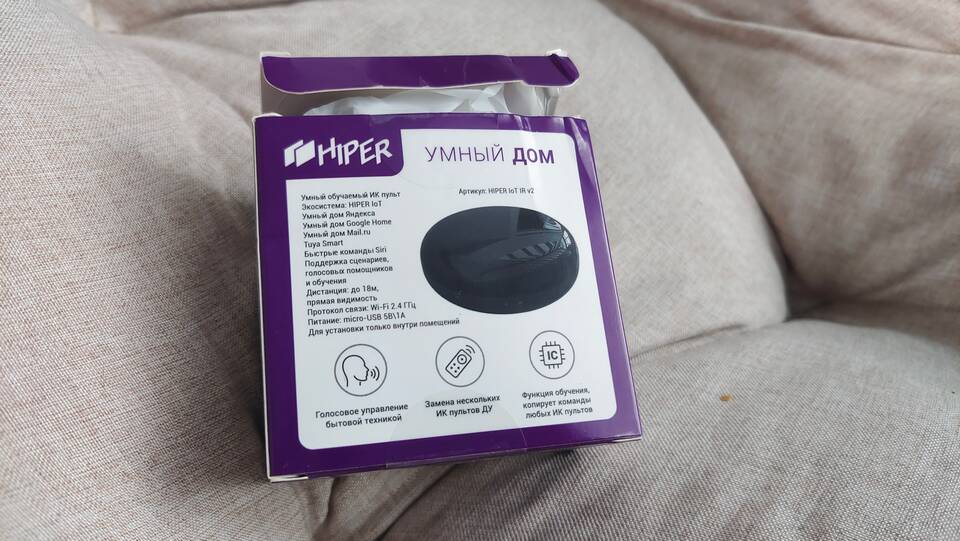 HIPER
УМНЫЙ ДОМ
Умный обучаемый ИК пульт
Экосистема: HIPER IoT
Умный дом Яндекса
Умный дом Google Home
Умный дом Mail.ru
Tuya Smart
Быстрые команды Siri
Поддержка сценариев,
голосовых помощников
и обучения
Дистанция: до 18м,
прямая видимость
Протокол связи: Wi-Fi 2.4 ГГц
Питание: micro-USB 5В\1А
Для установки только внутри помещений
Артикул: HIPER IoT IR v2
Голосовое управление
бытовой техникой
Замена нескольких
ИК пультов ДУ
IC
Функция обучения,
копирует команды
любых ИК пультов